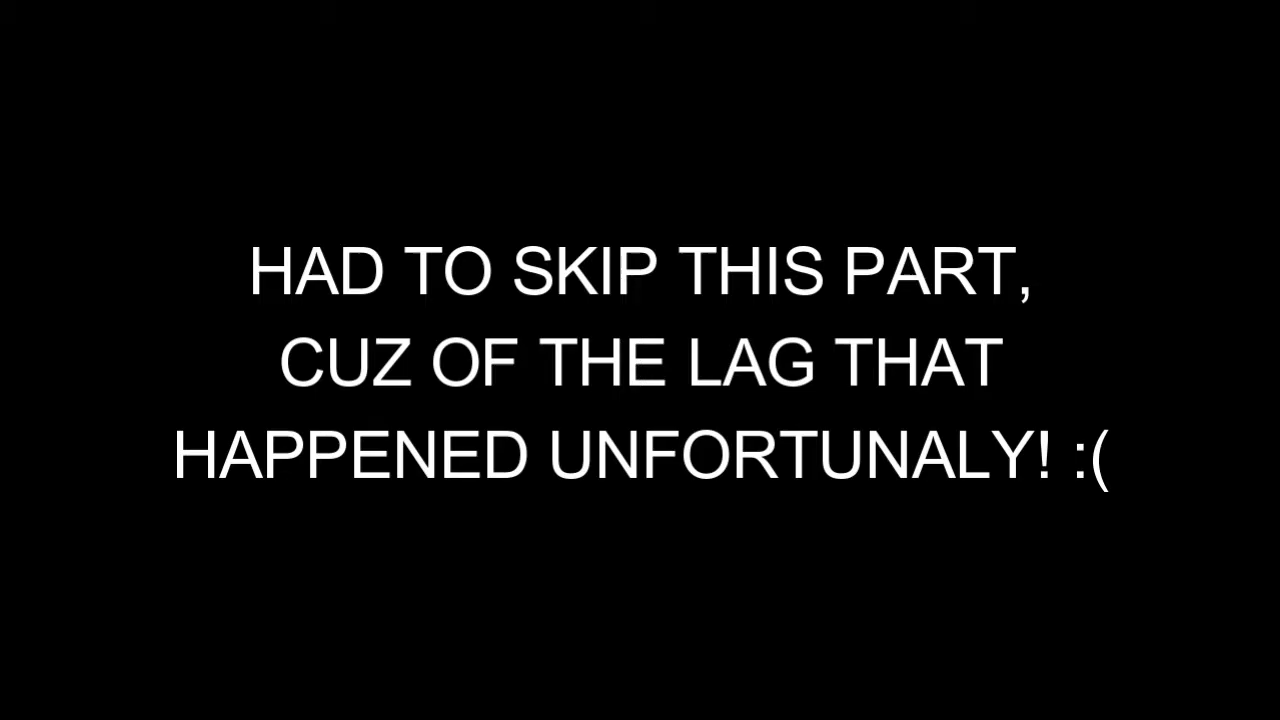 HAD TO SKIP THIS PART,
CUZ OF THE LAG THAT
HAPPENED UNFORTUNALY! :(